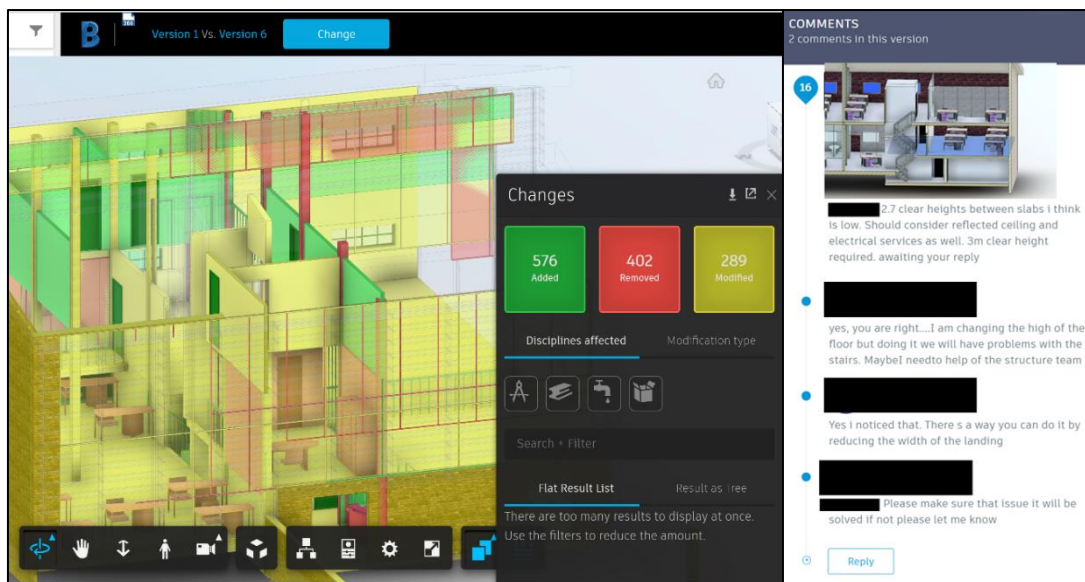 Version 1 Vs. Version 6
Change
Changes
576
Added
402
Removed
289
Modified
Disciplines affected
Modification type
Search + Filter
Flat Result List
Result as Tree
There are too many results to display at once.
Use the filters to reduce the amount.
COMMENTS
2 comments in this version
16
2.7 clear heights between slabs i think
is low. Should consider reflected ceiling and
electrical services as well. 3m clear height
required. awaiting your reply
yes, you are right....I am changing the high of the
floor but doing it we will have problems with the
stairs. MaybeI needto help of the structure team
Yes i noticed that. There s a way you can do it by
reducing the width of the landing
Please make sure that issue it will be
solved if not please let me know
Reply